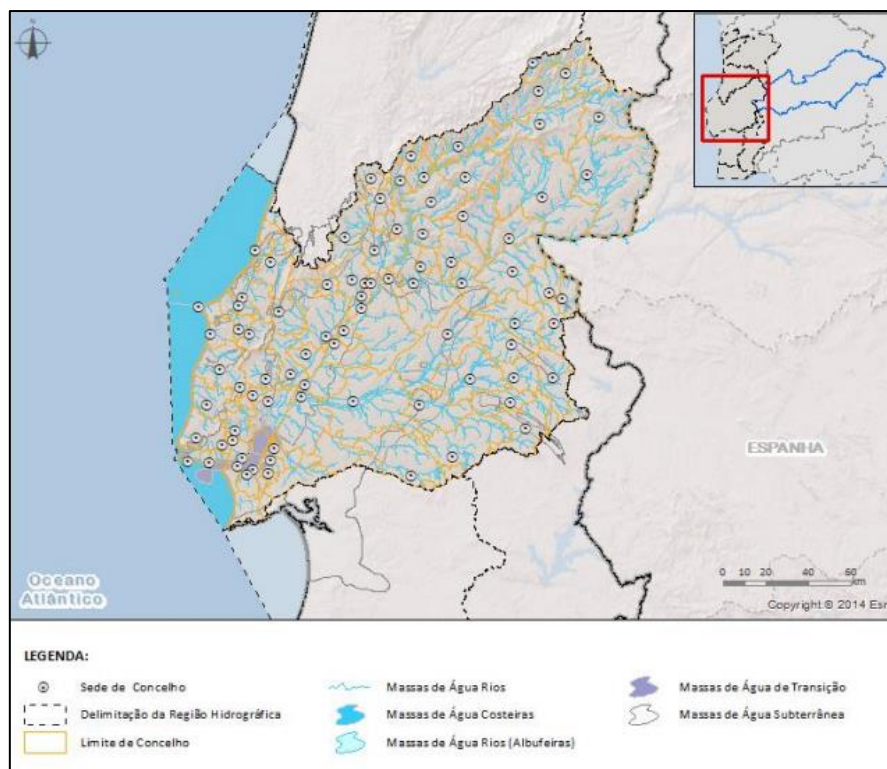 N
ESPANHA
Oceano
Atlântico
0 10 20 40 60
km
Copyright © 2014 Esr
LEGENDA:
Sede de Concelho
Delimitação da Região Hidrográfica
Limite de Concelho
Massas de Água Rios
Massas de Água Costeiras
Massas de Água Rios (Albufeiras)
Massas de Água de Transição
Massas de Água Subterrânea